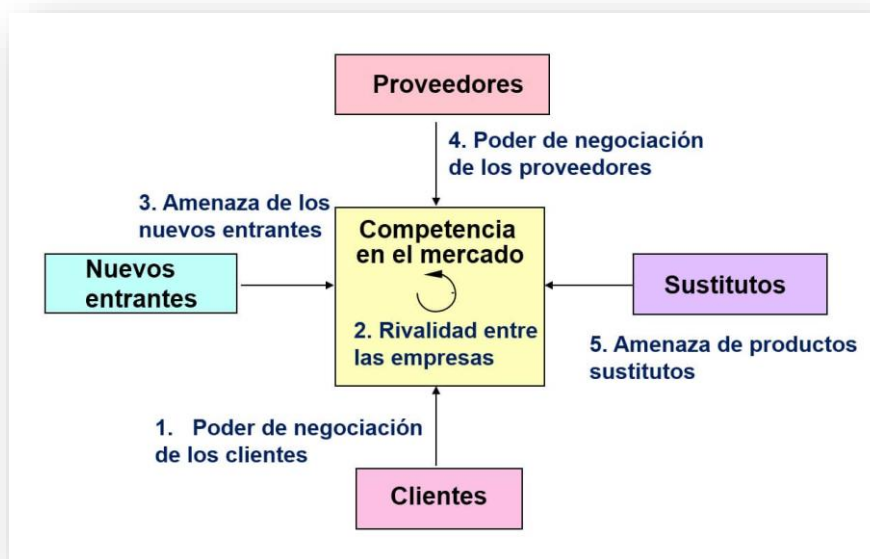 Proveedores
4. Poder de negociación
de los proveedores
3. Amenaza de los
nuevos entrantes
Competencia
en el mercado
Nuevos
entrantes
Sustitutos
2. Rivalidad entre
las empresas
5. Amenaza de productos
sustitutos
1. Poder de negociación
de los clientes
Clientes